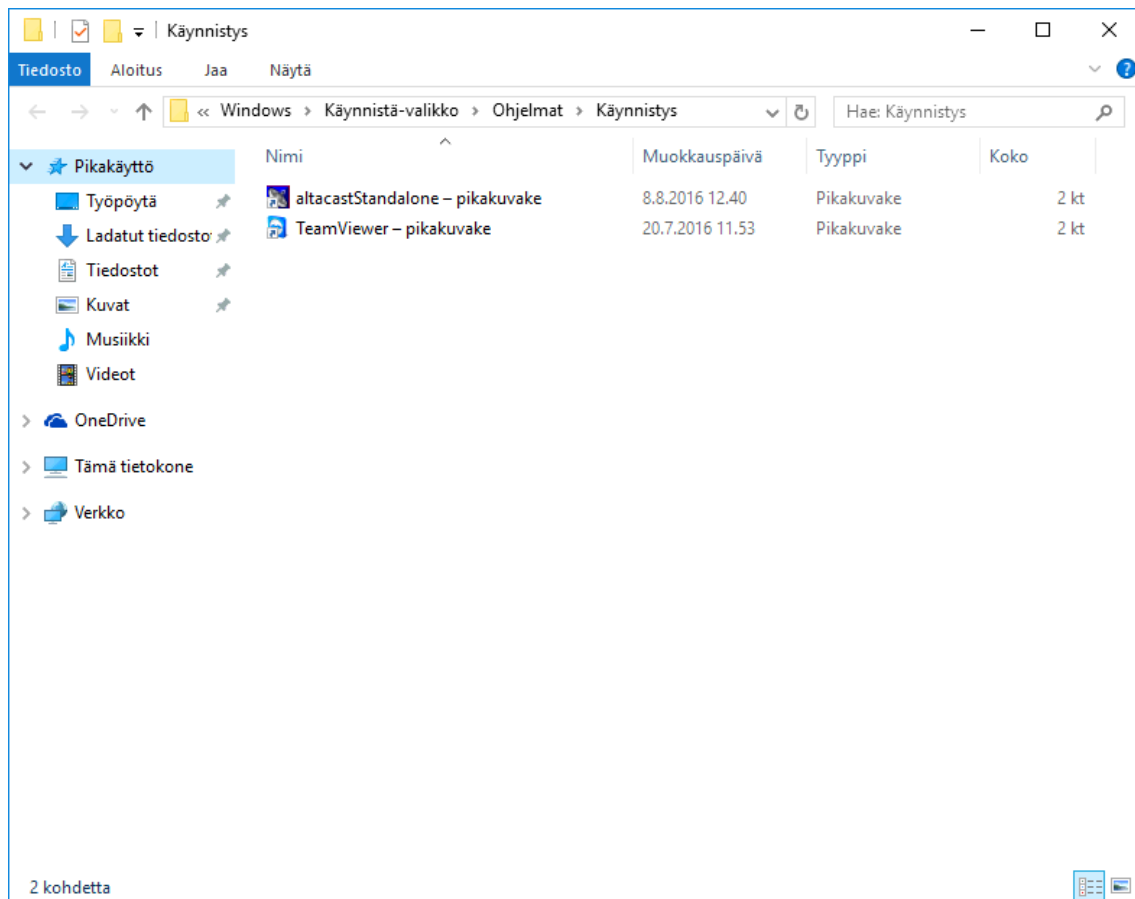 Käynnistys
Tiedosto Aloitus Jaa Näytä
« Windows › Käynnistä-valikko › Ohjelmat › Käynnistys Hae: Käynnistys
Nimi Muokkauspäivä Tyyppi Koko
altacastStandalone – pikakuvake 8.8.2016 12.40 Pikakuvake 2 kt
TeamViewer – pikakuvake 20.7.2016 11.53 Pikakuvake 2 kt
Pikakäyttö
Työpöytä
Ladatut tiedosto
Tiedostot
Kuvat
Musiikki
Videot
OneDrive
Tämä tietokone
Verkko
2 kohdetta